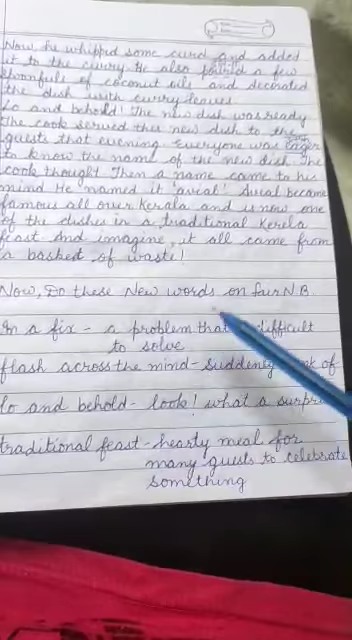 Now, he whipped some curd and added
it to the curry. He also poured a few
spoonfuls of coconut oils and decorated
the dish with curry leaves
Lo and behold! The new dish was ready
The cook served this new dish to the
guests that evening Everyone was eager
to know the name of the new dish. The
cook thought Then a name came to his
mind He named it 'avial' Avial became
famous all over Kerala and is now one
of the dishes in a traditional Kerela
feast And imagine, it all came from
a basket of waste!
Now, Do these New words on fair N.B
In a fix - a problem that difficult
to solve
flash across the mind - suddenly of
lo and behold - look! what a
traditional feast - hearty meal for
many guests to celebrate
something